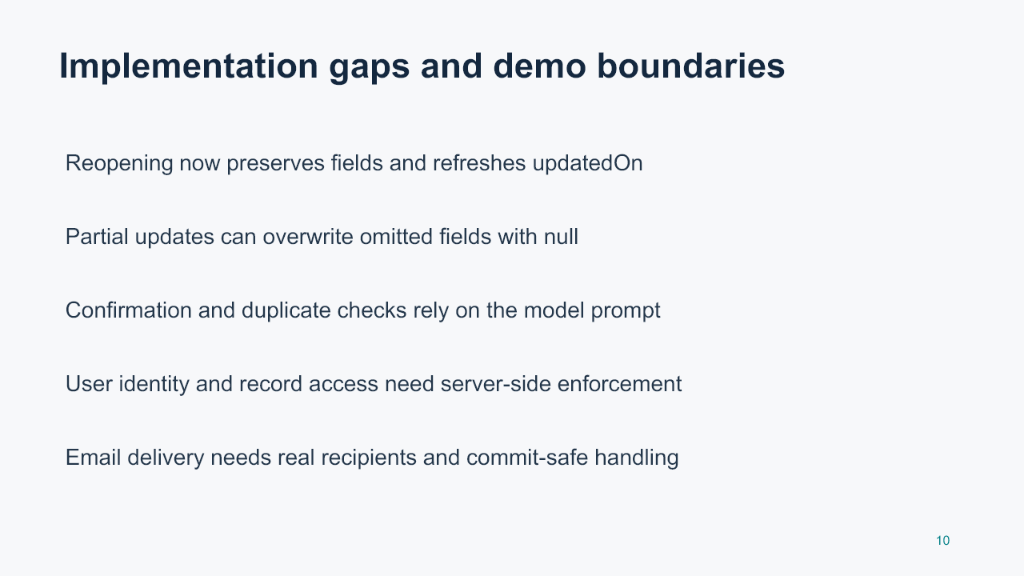 Implementation gaps and demo boundaries
Reopening now preserves fields and refreshes updatedOn
Partial updates can overwrite omitted fields with null
Confirmation and duplicate checks rely on the model prompt
User identity and record access need server-side enforcement
Email delivery needs real recipients and commit-safe handling
10